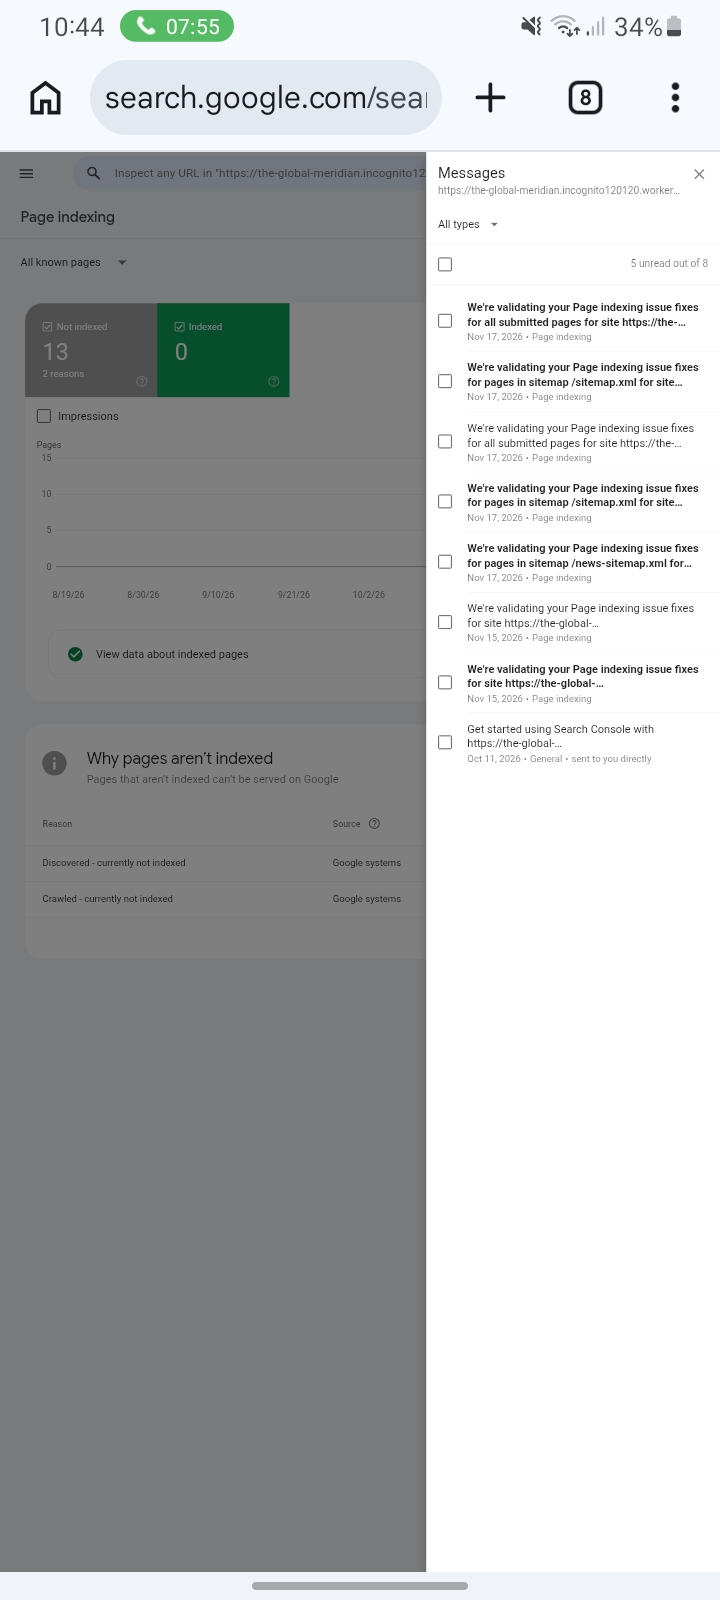 10:44 07:55 34%
search.google.com/sear
8
Inspect any URL in "https://the-global-meridian.incognito12
Page indexing
All known pages
Not indexed
13
2 reasons
Indexed
0
Impressions
Pages
15
10
5
0
8/19/26 8/30/26 9/10/26 9/21/26 10/2/26
View data about indexed pages
Why pages aren't indexed
Pages that aren't indexed can't be served on Google
Reason Source
Discovered - currently not indexed Google systems
Crawled - currently not indexed Google systems
Messages
https://the-global-meridian.incognito120120.worker...
All types
5 unread out of 8
We're validating your Page indexing issue fixes
for all submitted pages for site https://the-...
Nov 17, 2026 • Page indexing
We're validating your Page indexing issue fixes
for pages in sitemap /sitemap.xml for site...
Nov 17, 2026 • Page indexing
We're validating your Page indexing issue fixes
for all submitted pages for site https://the-...
Nov 17, 2026 • Page indexing
We're validating your Page indexing issue fixes
for pages in sitemap /sitemap.xml for site...
Nov 17, 2026 • Page indexing
We're validating your Page indexing issue fixes
for pages in sitemap /news-sitemap.xml for...
Nov 17, 2026 • Page indexing
We're validating your Page indexing issue fixes
for site https://the-global-...
Nov 15, 2026 • Page indexing
We're validating your Page indexing issue fixes
for site https://the-global-...
Nov 15, 2026 • Page indexing
Get started using Search Console with
https://the-global-...
Oct 11, 2026 • General • sent to you directly